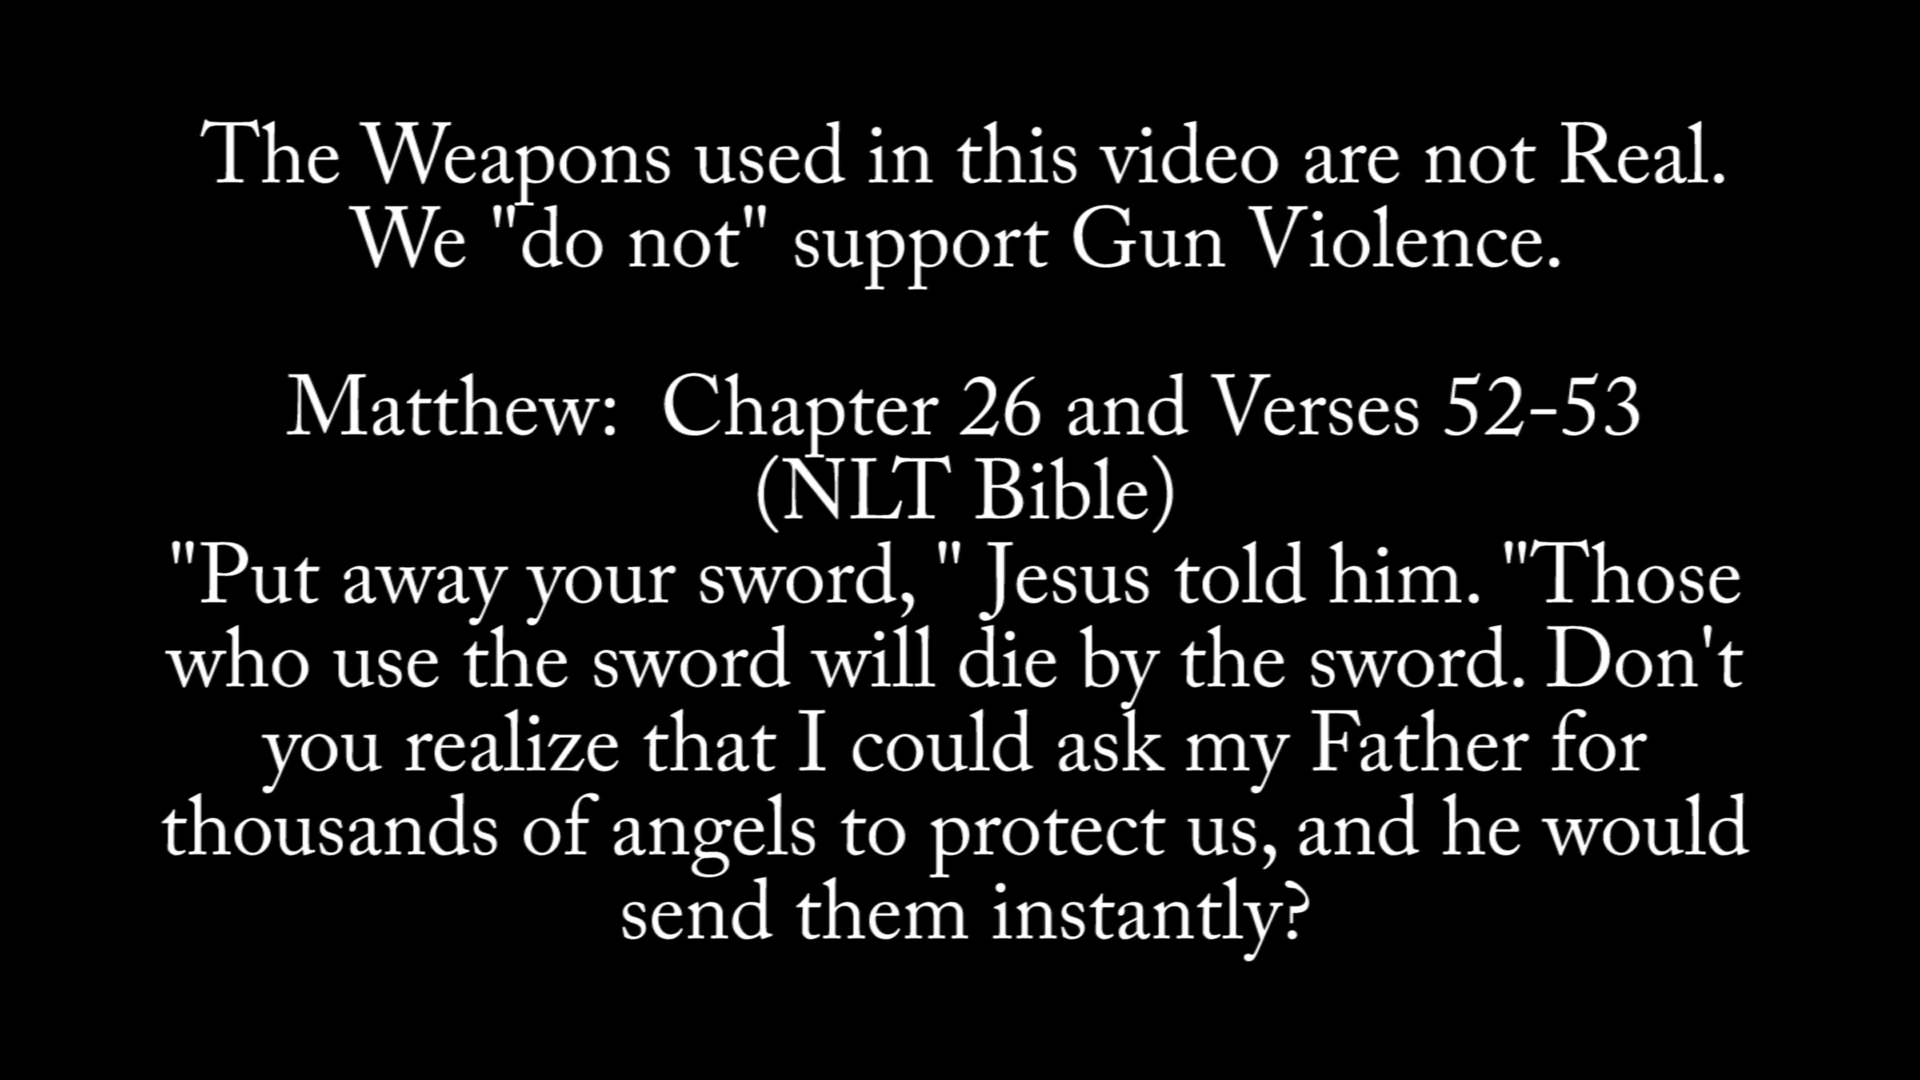 The Weapons used in this video are not Real.
We "do not" support Gun Violence.
Matthew:  Chapter 26 and Verses 52-53
(NLT Bible)
"Put away your sword, " Jesus told him. "Those
who use the sword will die by the sword. Don't
you realize that I could ask my Father for
thousands of angels to protect us, and he would
send them instantly?